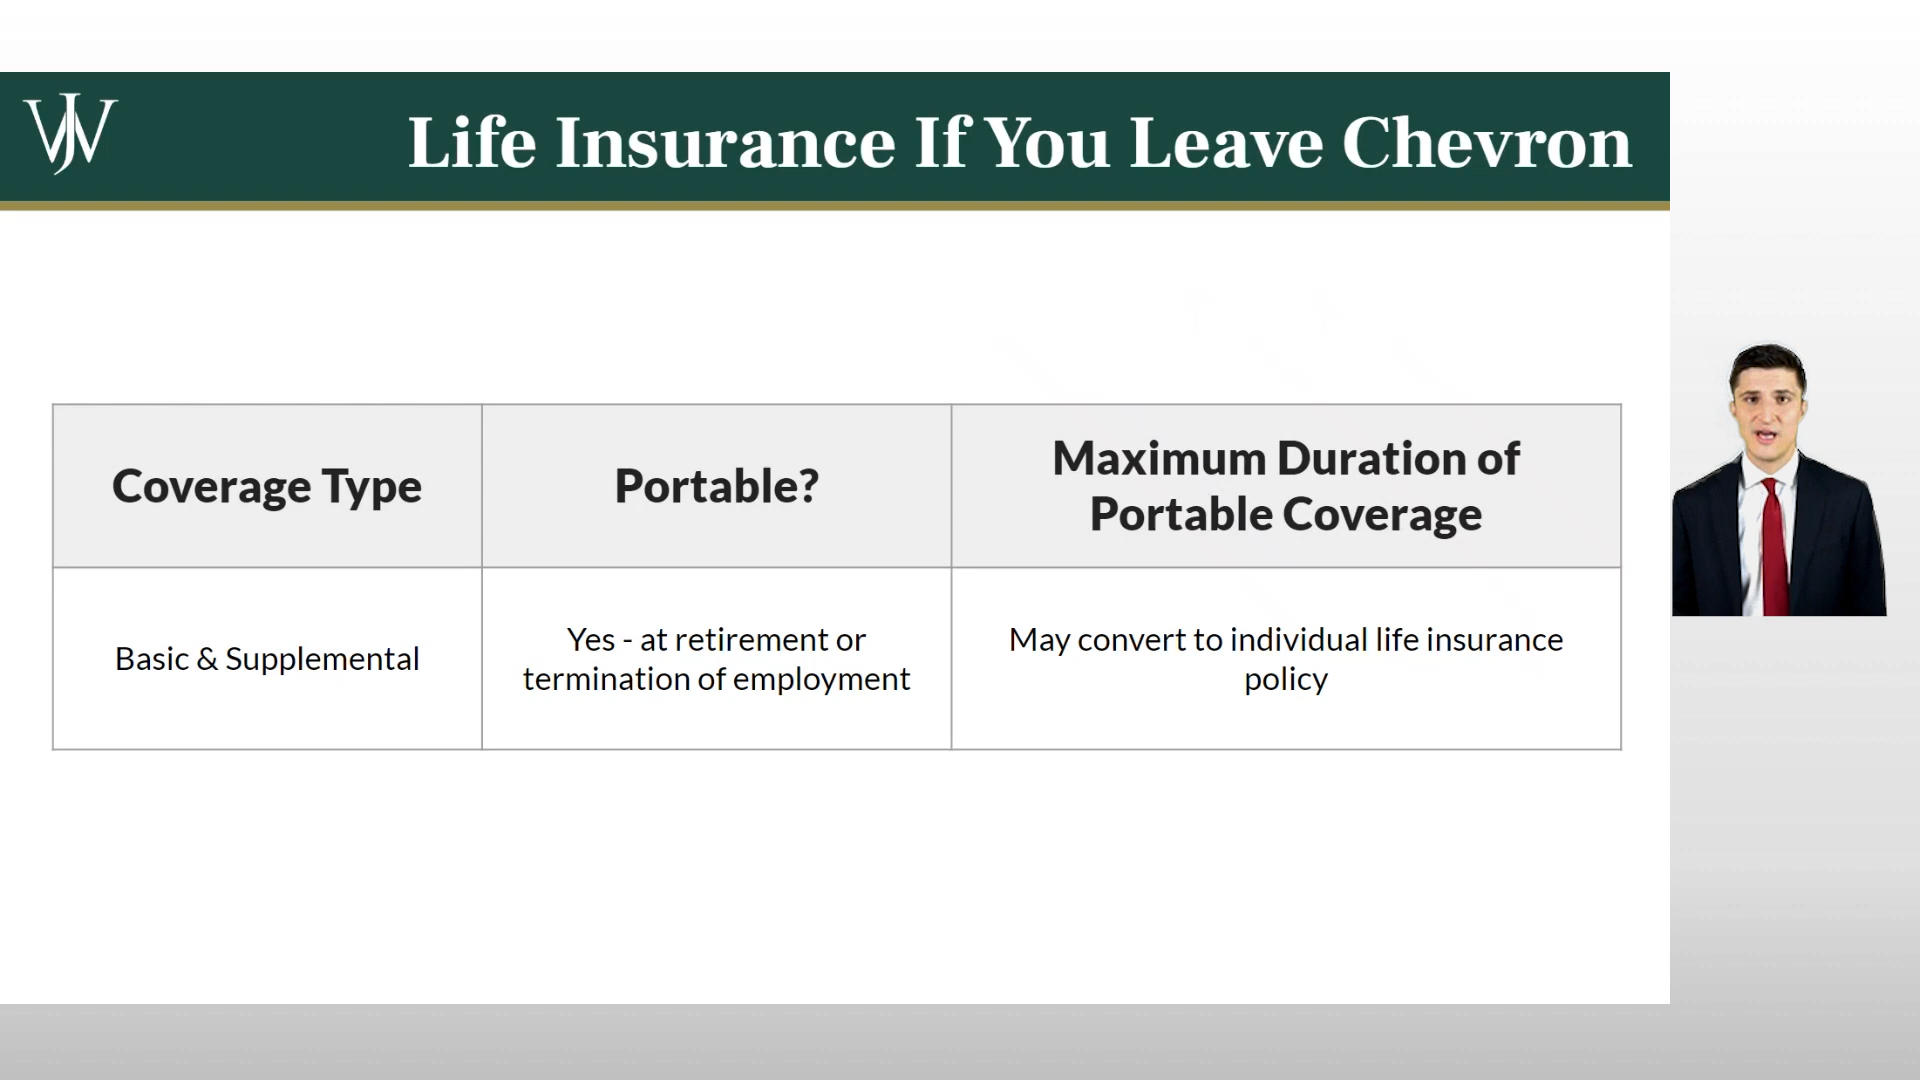 WJ
Life Insurance If You Leave Chevron
Coverage Type
Portable?
Maximum Duration of
Portable Coverage
Basic & Supplemental
Yes - at retirement or
termination of employment
May convert to individual life insurance
policy